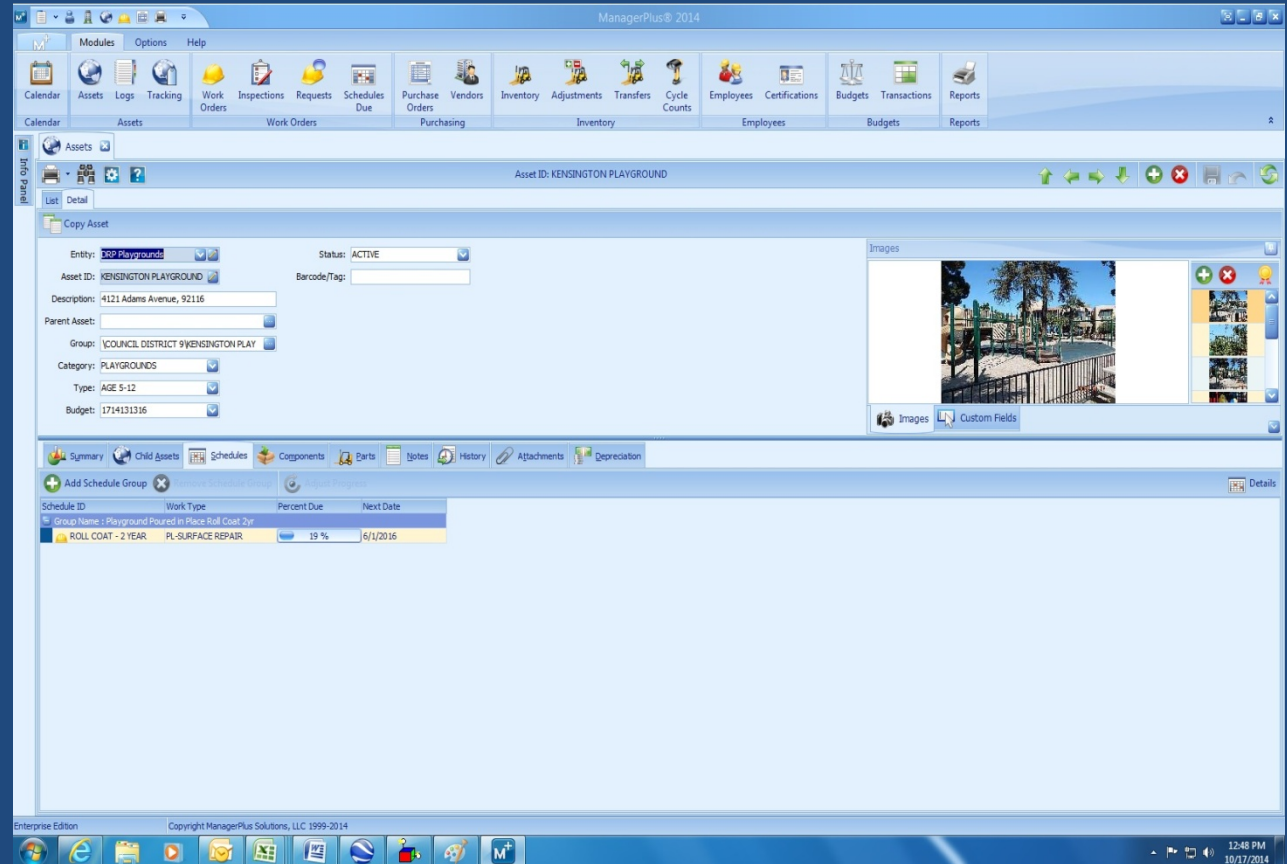 ManagerPlus® 2014
Modules Options Help
Calendar Assets Logs Tracking Work Orders Inspections Requests Schedules Due Purchase Orders Vendors Inventory Adjustments Transfers Cycle Counts Employees Certifications Budgets Transactions Reports
Calendar Assets Work Orders Purchasing Inventory Employees Budgets Reports
Info Panel
Assets
Asset ID: KENSINGTON PLAYGROUND
List Detail
Copy Asset
Entity: DRP Playgrounds Status: ACTIVE
Asset ID: KENSINGTON PLAYGROUND Barcode/Tag:
Description: 4121 Adams Avenue, 92116
Parent Asset:
Group: \COUNCIL DISTRICT 9\KENSINGTON PLAY
Category: PLAYGROUNDS
Type: AGE 5-12
Budget: 1714131316
Images
Images Custom Fields
Summary Child Assets Schedules Components Parts Notes History Attachments Depreciation
Add Schedule Group Remove Schedule Group Adjust Progress Details
Schedule ID Work Type Percent Due Next Date
Group Name : Playground Poured in Place Roll Coat 2yr
ROLL COAT - 2 YEAR PL-SURFACE REPAIR 19 % 6/1/2016
Enterprise Edition Copyright ManagerPlus Solutions, LLC 1999-2014
12:48 PM
10/17/2014